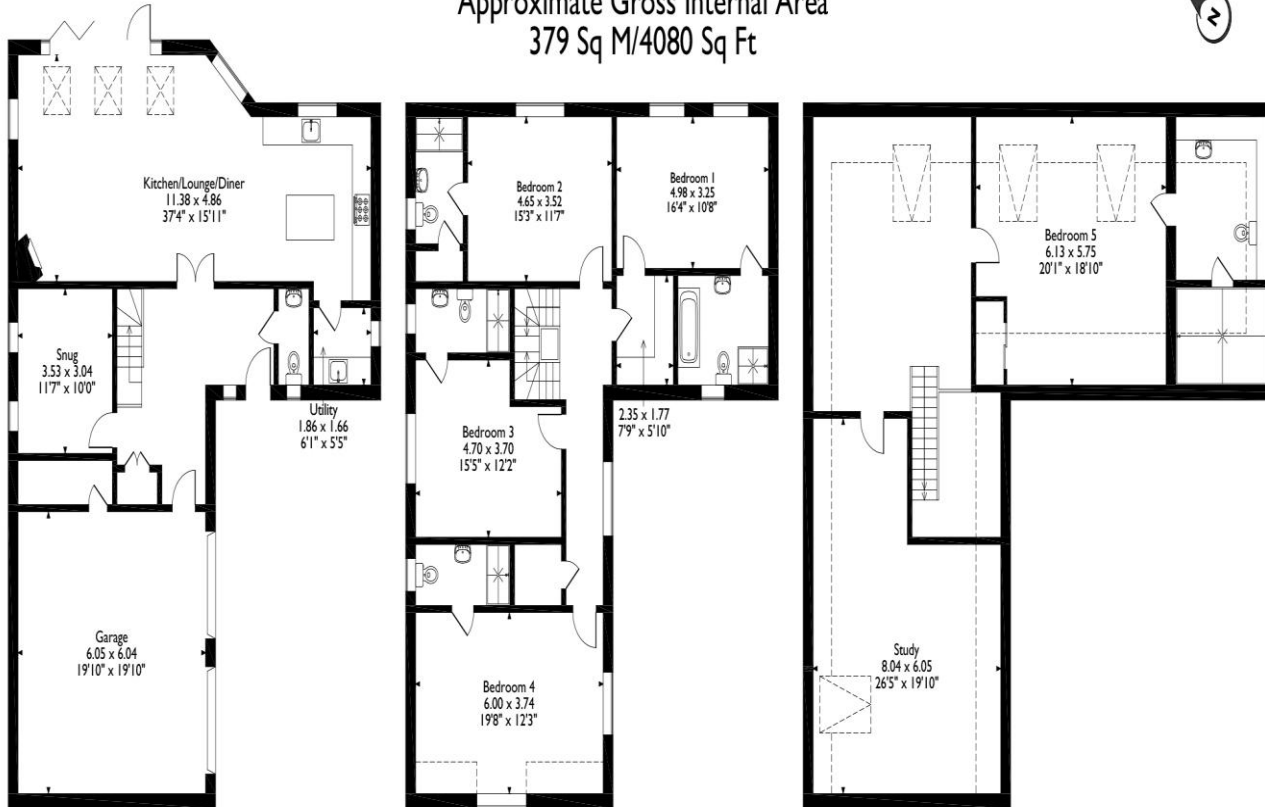 Approximate Gross Internal Area
379 Sq M/4080 Sq Ft
N
Kitchen/Lounge/Diner
11.38 x 4.86
37'4" x 15'11"
Snug
3.53 x 3.04
11'7" x 10'0"
Utility
1.86 x 1.66
6'1" x 5'5"
Garage
6.05 x 6.04
19'10" x 19'10"
Bedroom 2
4.65 x 3.52
15'3" x 11'7"
Bedroom 1
4.98 x 3.25
16'4" x 10'8"
Bedroom 3
4.70 x 3.70
15'5" x 12'2"
2.35 x 1.77
7'9" x 5'10"
Bedroom 4
6.00 x 3.74
19'8" x 12'3"
Bedroom 5
6.13 x 5.75
20'1" x 18'10"
Study
8.04 x 6.05
26'5" x 19'10"